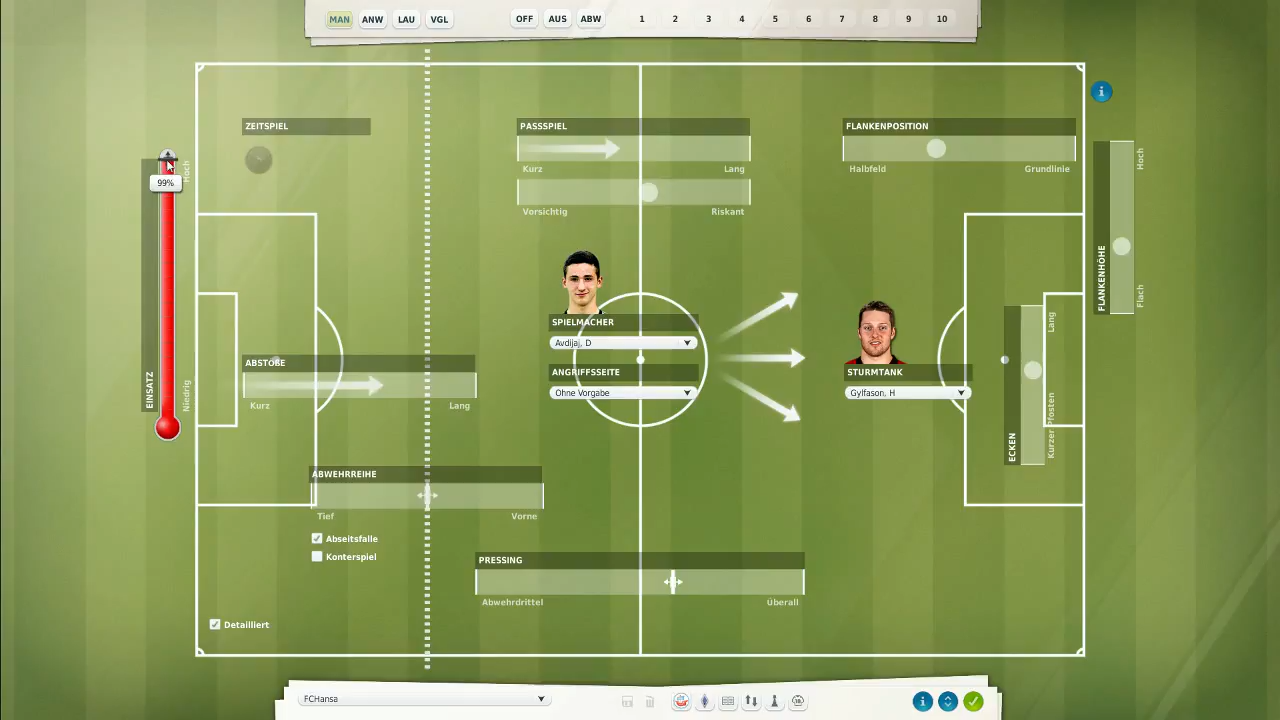 MAN ANW LAU VGL OFF AUS ABW 1 2 3 4 5 6 7 8 9 10
ZEITSPIEL
PASSSPIEL
Kurz Lang
Vorsichtig Riskant
FLANKENPOSITION
Halbfeld Grundlinie
Hoch
FLANKENHÖHE
Flach
Hoch
99%
EINSATZ
Niedrig
SPIELMACHER
Avdijaj, D
ANGRIFFSSEITE
Ohne Vorgabe
STURMTANK
Gylfason, H
Lang
ECKEN
Kurzer Pfosten
ABSTÖßE
Kurz Lang
ABWEHRREIHE
Tief Vorne
Abseitsfalle
Konterspiel
PRESSING
Abwehrdrittel Überall
Detailliert
FCHansa